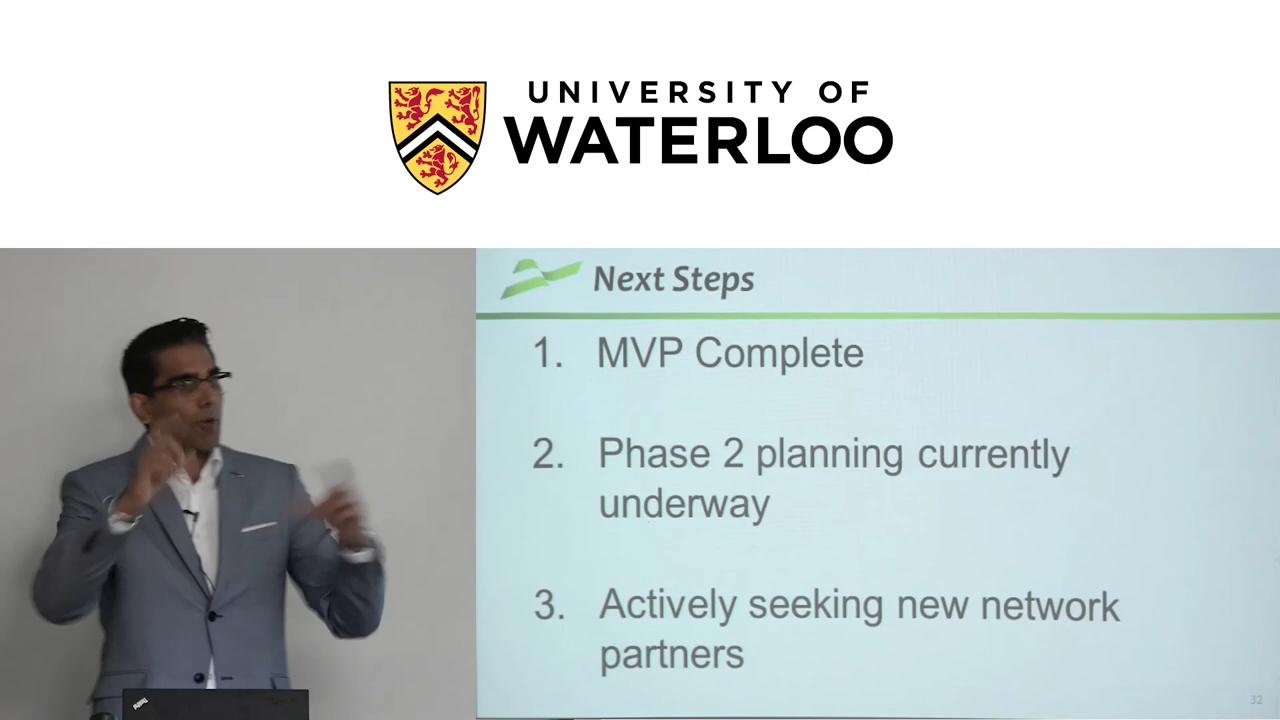 UNIVERSITY OF
WATERLOO
Next Steps
1. MVP Complete
2. Phase 2 planning currently
underway
3. Actively seeking new network
partners
32